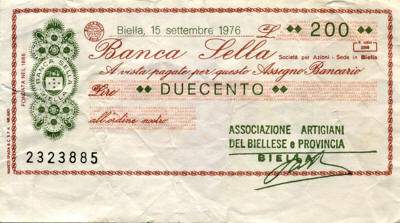 Biella, 15 settembre 1976 £ ◆◆ 200 ◆◆
Banca Sella Società per Azioni - Sede in Biella
A vista pagate per questo Assegno Bancario
Lire ◆◆ DUECENTO ◆◆
all'ordine nostro
ASSOCIAZIONE ARTIGIANI
DEL BIELLESE e PROVINCIA
BIELLA
FONDATA NEL 1886
BANCA SELLA
2323885